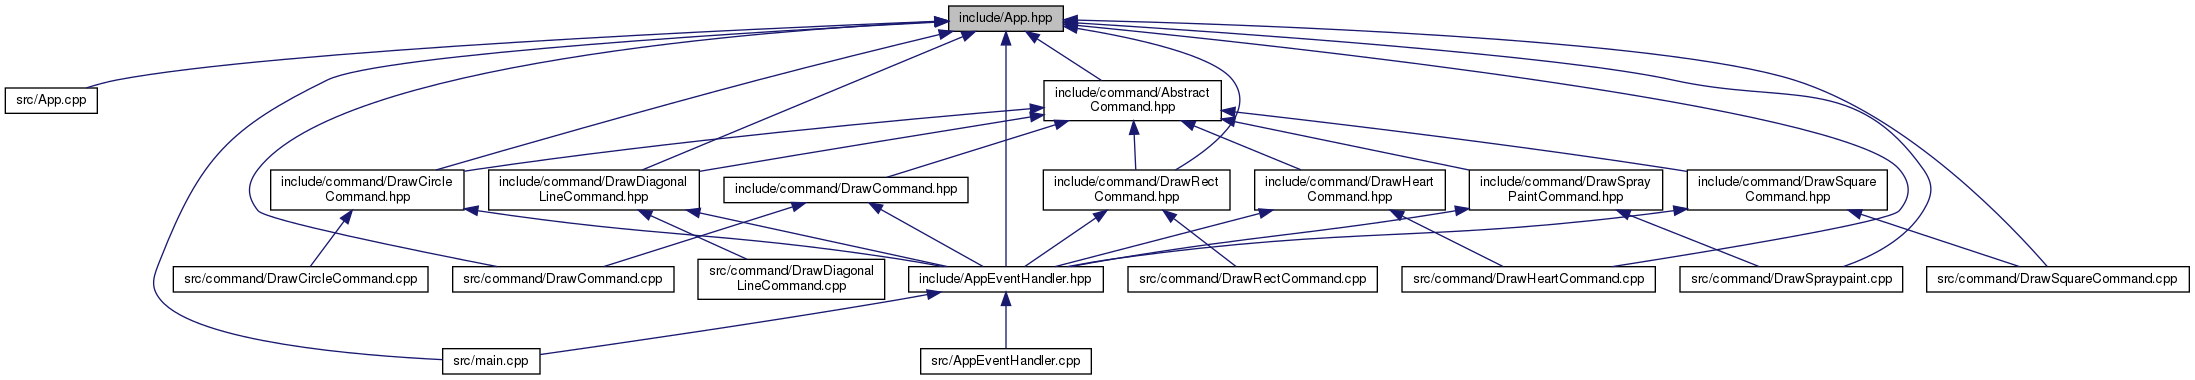 include/App.hpp
src/App.cpp
include/command/Abstract
Command.hpp
include/command/DrawCircle
Command.hpp
include/command/DrawDiagonal
LineCommand.hpp
include/command/DrawCommand.hpp
include/command/DrawRect
Command.hpp
include/command/DrawHeart
Command.hpp
include/command/DrawSpray
PaintCommand.hpp
include/command/DrawSquare
Command.hpp
src/command/DrawCircleCommand.cpp
src/command/DrawCommand.cpp
src/command/DrawDiagonal
LineCommand.cpp
include/AppEventHandler.hpp
src/command/DrawRectCommand.cpp
src/command/DrawHeartCommand.cpp
src/command/DrawSpraypaint.cpp
src/command/DrawSquareCommand.cpp
src/main.cpp
src/AppEventHandler.cpp